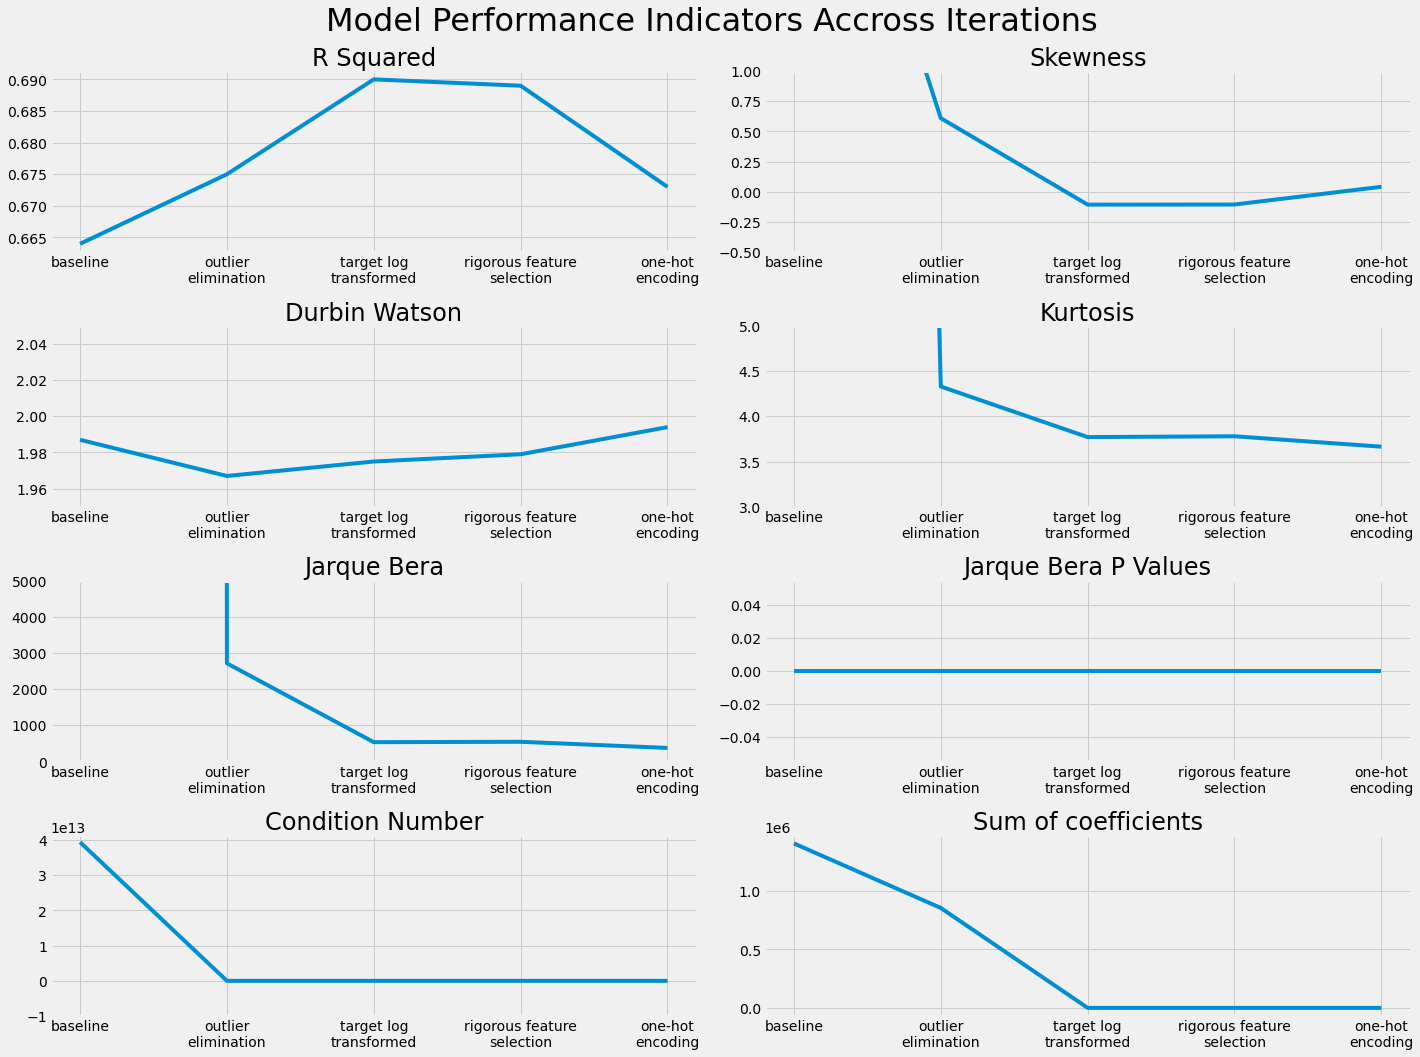 Model Performance Indicators Accross Iterations
R Squared
0.690
0.685
0.680
0.675
0.670
0.665
baseline
outlier
elimination
target log
transformed
rigorous feature
selection
one-hot
encoding
Skewness
1.00
0.75
0.50
0.25
0.00
−0.25
−0.50
baseline
outlier
elimination
target log
transformed
rigorous feature
selection
one-hot
encoding
Durbin Watson
2.04
2.02
2.00
1.98
1.96
baseline
outlier
elimination
target log
transformed
rigorous feature
selection
one-hot
encoding
Kurtosis
5.0
4.5
4.0
3.5
3.0
baseline
outlier
elimination
target log
transformed
rigorous feature
selection
one-hot
encoding
Jarque Bera
5000
4000
3000
2000
1000
0
baseline
outlier
elimination
target log
transformed
rigorous feature
selection
one-hot
encoding
Jarque Bera P Values
0.04
0.02
0.00
−0.02
−0.04
baseline
outlier
elimination
target log
transformed
rigorous feature
selection
one-hot
encoding
Condition Number
1e13
4
3
2
1
0
−1
baseline
outlier
elimination
target log
transformed
rigorous feature
selection
one-hot
encoding
Sum of coefficients
1e6
1.0
0.5
0.0
baseline
outlier
elimination
target log
transformed
rigorous feature
selection
one-hot
encoding